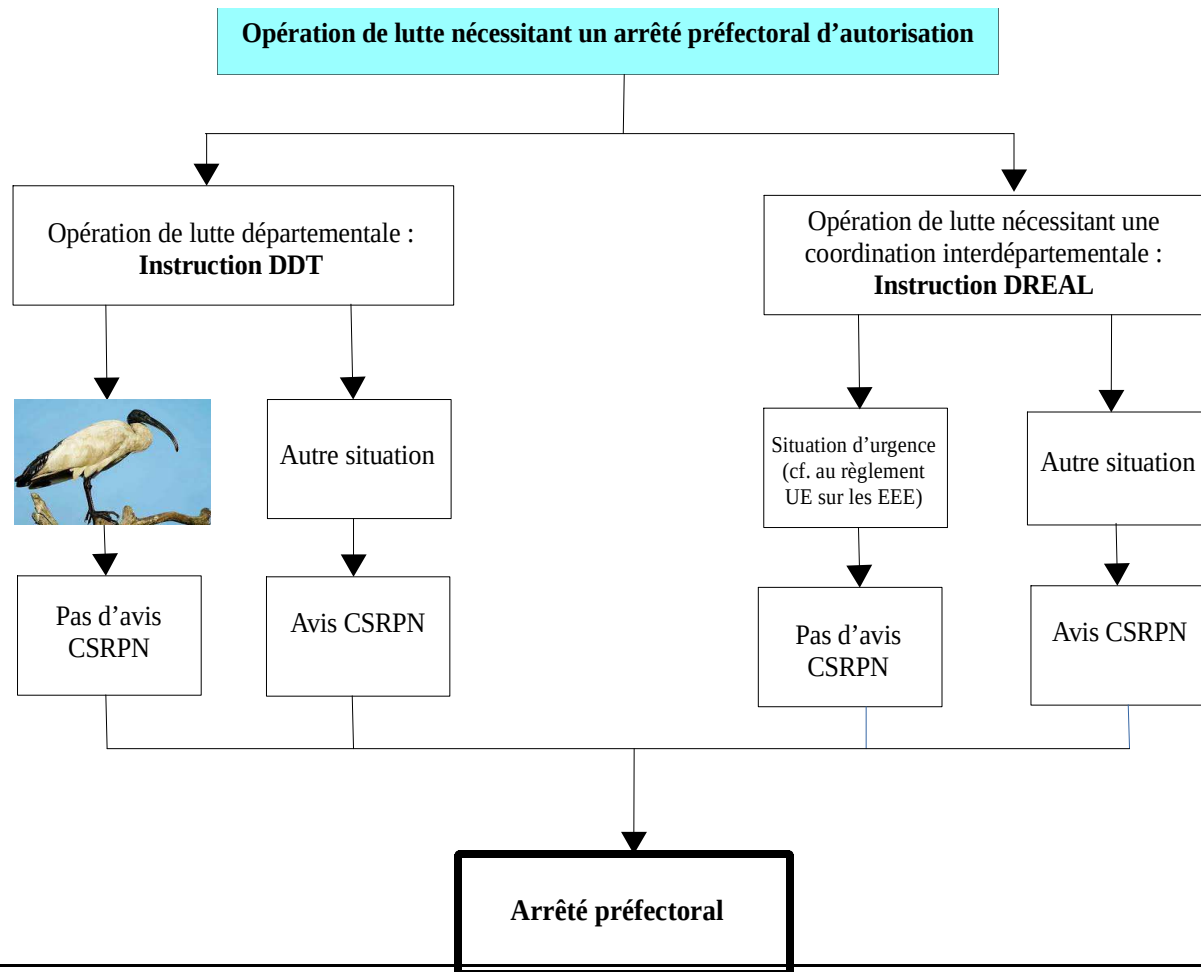 Opération de lutte nécessitant un arrêté préfectoral d'autorisation
Opération de lutte départementale :
Instruction DDT
Opération de lutte nécessitant une
coordination interdépartementale :
Instruction DREAL
Autre situation
Situation d'urgence
(cf. au règlement
UE sur les EEE)
Autre situation
Pas d'avis
CSRPN
Avis CSRPN
Pas d'avis
CSRPN
Avis CSRPN
Arrêté préfectoral